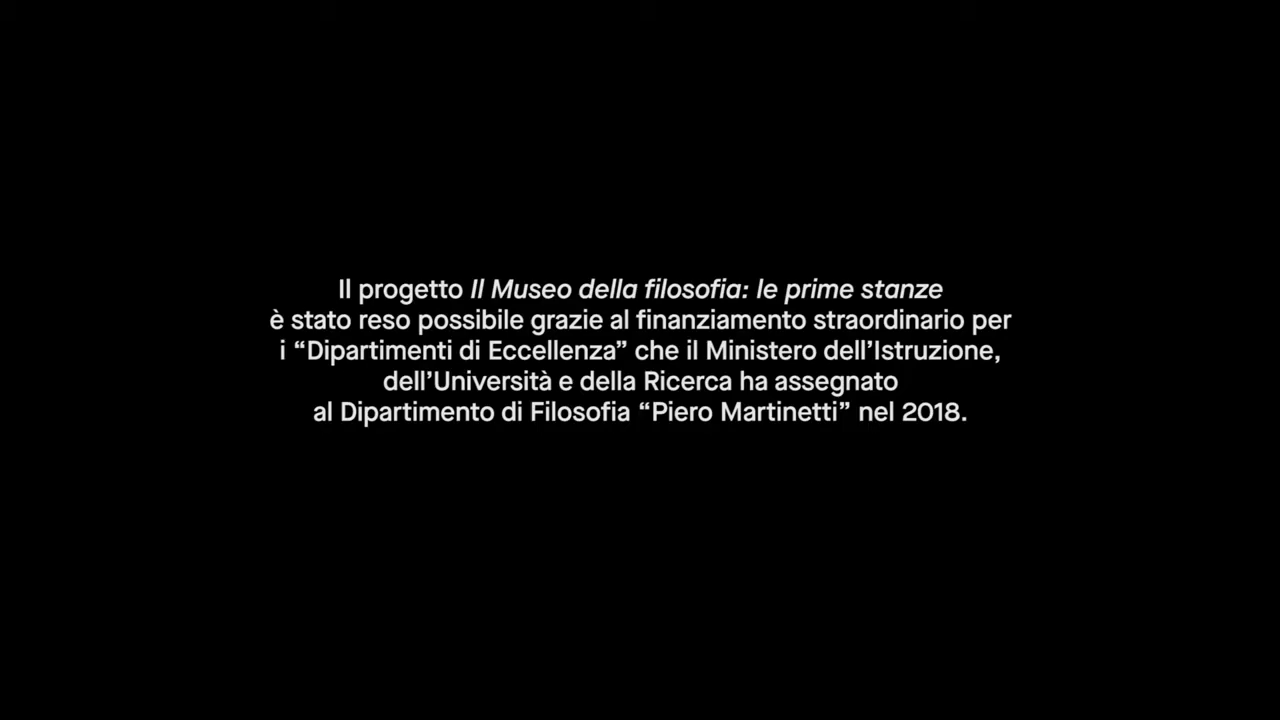 Il progetto Il Museo della filosofia: le prime stanze
è stato reso possibile grazie al finanziamento straordinario per
i “Dipartimenti di Eccellenza” che il Ministero dell’Istruzione,
dell’Università e della Ricerca ha assegnato
al Dipartimento di Filosofia “Piero Martinetti” nel 2018.